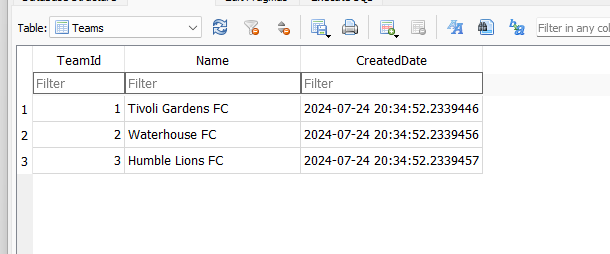 Table: Teams Filter in any co
TeamId Name CreatedDate
Filter Filter Filter
1 1 Tivoli Gardens FC 2024-07-24 20:34:52.2339446
2 2 Waterhouse FC 2024-07-24 20:34:52.2339456
3 3 Humble Lions FC 2024-07-24 20:34:52.2339457